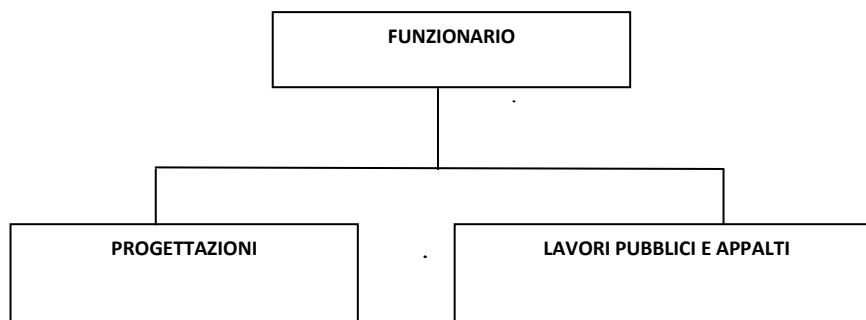 FUNZIONARIO
PROGETTAZIONI
LAVORI PUBBLICI E APPALTI